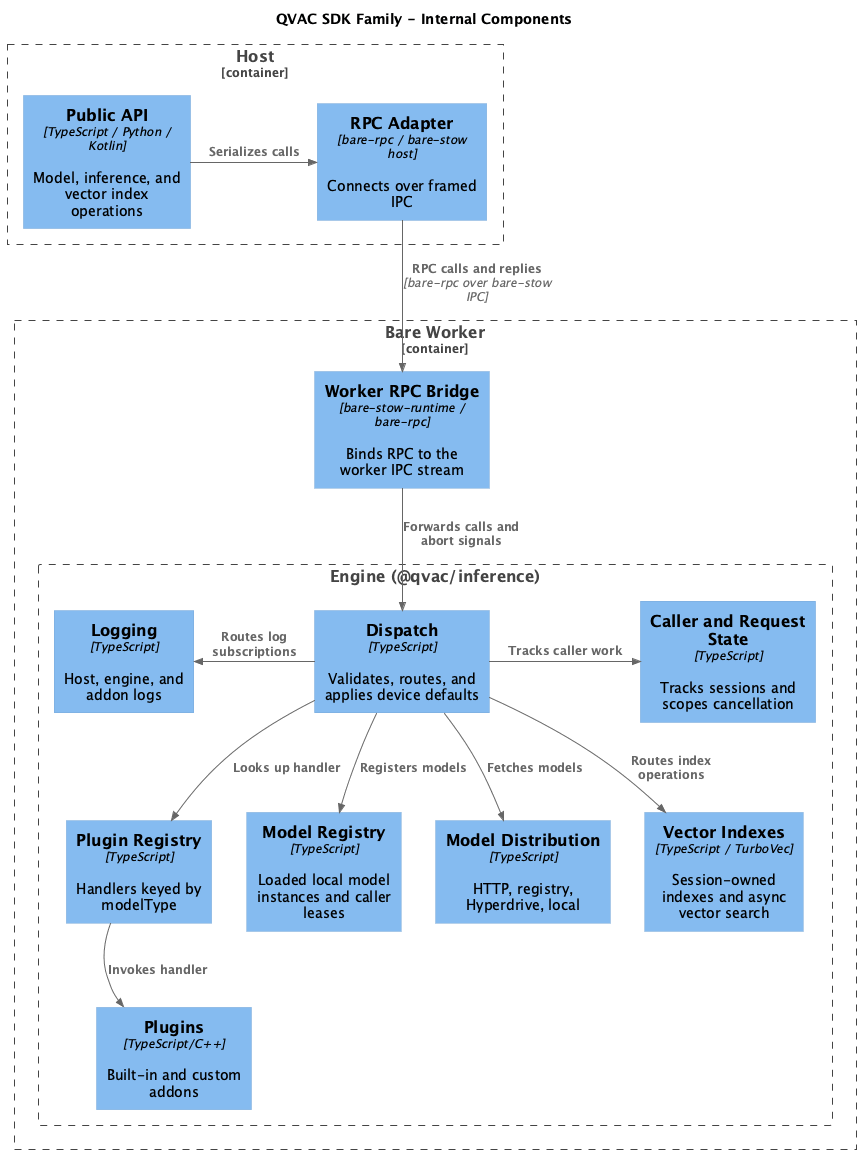 QVAC SDK Family – Internal Components
Host
[container]
Public API
[TypeScript / Python /
Kotlin]
Model, inference, and
vector index
operations
Serializes calls
RPC Adapter
[bare-rpc / bare-stow
host]
Connects over framed
IPC
RPC calls and replies
[bare-rpc over bare-stow
IPC]
Bare Worker
[container]
Worker RPC Bridge
[bare-stow-runtime /
bare-rpc]
Binds RPC to the
worker IPC stream
Forwards calls and
abort signals
Engine (@qvac/inference)
Logging
[TypeScript]
Host, engine, and
addon logs
Routes log
subscriptions
Dispatch
[TypeScript]
Validates, routes, and
applies device defaults
Tracks caller work
Caller and Request
State
[TypeScript]
Tracks sessions and
scopes cancellation
Looks up handler
Registers models
Fetches models
Routes index
operations
Plugin Registry
[TypeScript]
Handlers keyed by
modelType
Model Registry
[TypeScript]
Loaded local model
instances and caller
leases
Model Distribution
[TypeScript]
HTTP, registry,
Hyperdrive, local
Vector Indexes
[TypeScript / TurboVec]
Session-owned
indexes and async
vector search
Invokes handler
Plugins
[TypeScript/C++]
Built-in and custom
addons